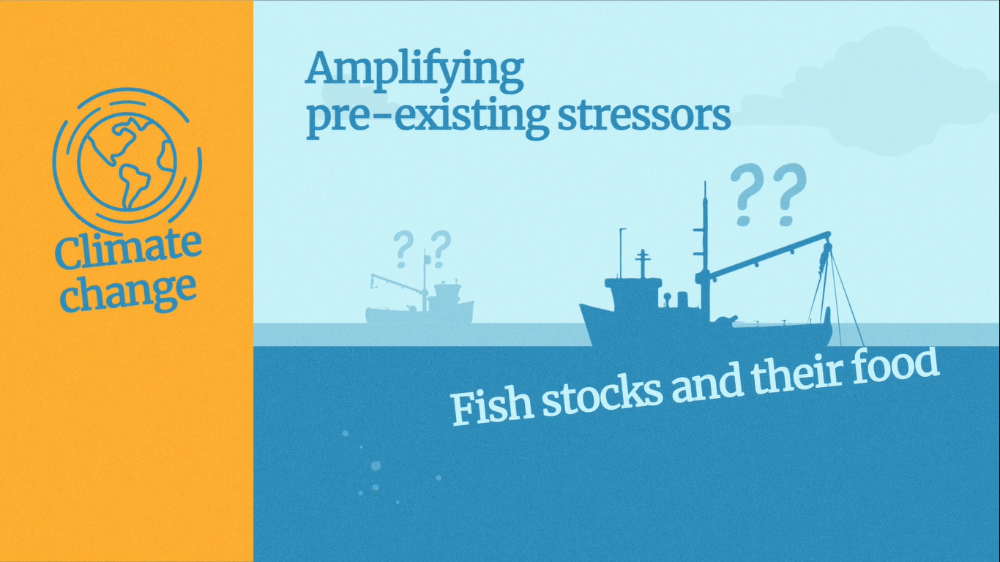 Climate
change
Amplifying
pre-existing stressors
??
??
Fish stocks and their food